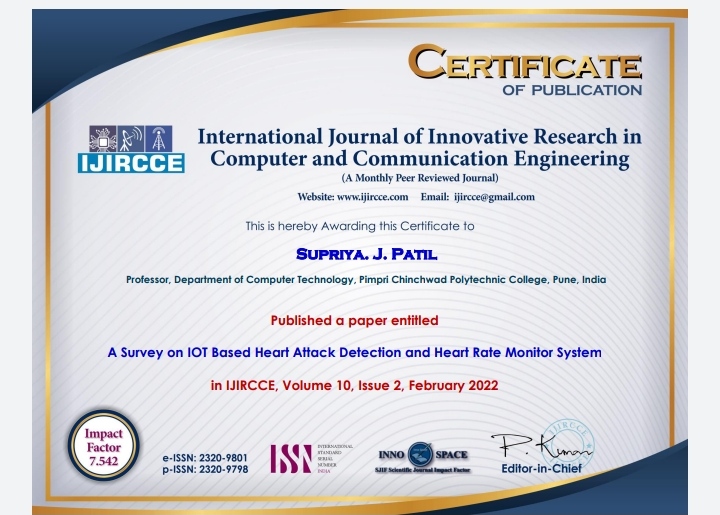 CERTIFICATE
OF PUBLICATION
IJIRCCE
International Journal of Innovative Research in
Computer and Communication Engineering
(A Monthly Peer Reviewed Journal)
Website: www.ijircce.com Email: ijircce@gmail.com
This is hereby Awarding this Certificate to
SUPRIYA. J. PATIL
Professor, Department of Computer Technology, Pimpri Chinchwad Polytechnic College, Pune, India
Published a paper entitled
A Survey on IOT Based Heart Attack Detection and Heart Rate Monitor System
in IJIRCCE, Volume 10, Issue 2, February 2022
Impact
Factor
7.542
e-ISSN: 2320-9801
p-ISSN: 2320-9798
ISSN
INTERNATIONAL
STANDARD
SERIAL
NUMBER
INDIA
INNO SPACE
SJIF Scientific Journal Impact Factor
IJIRCCE
P. Kumar
Editor-in-Chief